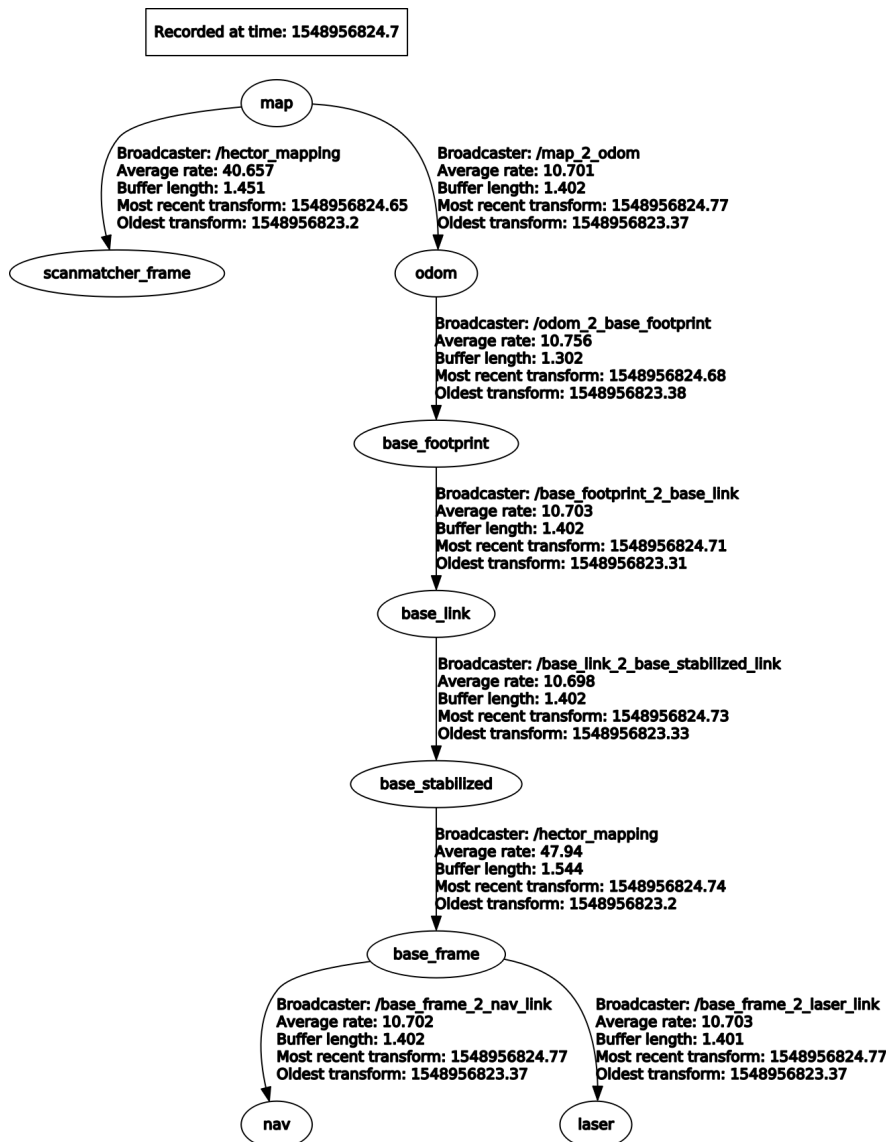 Recorded at time: 1548956824.7
map
Broadcaster: /hector_mapping
Average rate: 40.657
Buffer length: 1.451
Most recent transform: 1548956824.65
Oldest transform: 1548956823.2
Broadcaster: /map_2_odom
Average rate: 10.701
Buffer length: 1.402
Most recent transform: 1548956824.77
Oldest transform: 1548956823.37
scanmatcher_frame
odom
Broadcaster: /odom_2_base_footprint
Average rate: 10.756
Buffer length: 1.302
Most recent transform: 1548956824.68
Oldest transform: 1548956823.38
base_footprint
Broadcaster: /base_footprint_2_base_link
Average rate: 10.703
Buffer length: 1.402
Most recent transform: 1548956824.71
Oldest transform: 1548956823.31
base_link
Broadcaster: /base_link_2_base_stabilized_link
Average rate: 10.698
Buffer length: 1.402
Most recent transform: 1548956824.73
Oldest transform: 1548956823.33
base_stabilized
Broadcaster: /hector_mapping
Average rate: 47.94
Buffer length: 1.544
Most recent transform: 1548956824.74
Oldest transform: 1548956823.2
base_frame
Broadcaster: /base_frame_2_nav_link
Average rate: 10.702
Buffer length: 1.402
Most recent transform: 1548956824.77
Oldest transform: 1548956823.37
Broadcaster: /base_frame_2_laser_link
Average rate: 10.703
Buffer length: 1.401
Most recent transform: 1548956824.77
Oldest transform: 1548956823.37
nav
laser